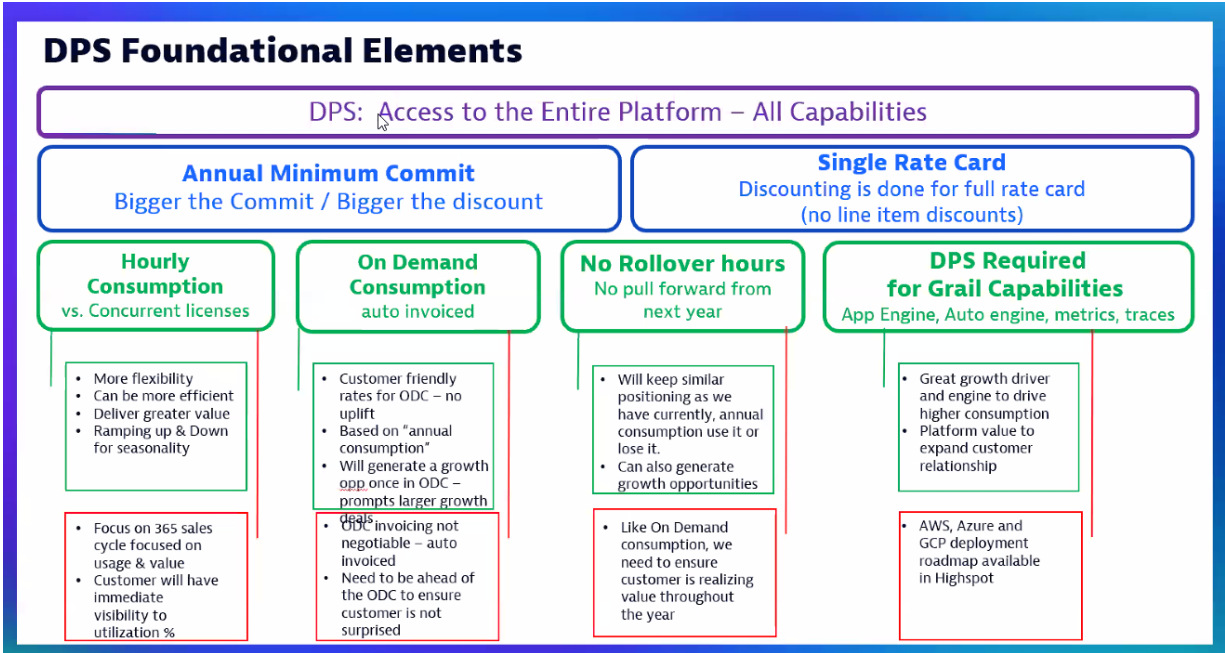 DPS Foundational Elements
DPS:  Access to the Entire Platform – All Capabilities
Annual Minimum Commit
Bigger the Commit / Bigger the discount
Single Rate Card
Discounting is done for full rate card
(no line item discounts)
Hourly
Consumption
vs. Concurrent licenses
On Demand
Consumption
auto invoiced
No Rollover hours
No pull forward from
next year
DPS Required
for Grail Capabilities
App Engine, Auto engine, metrics, traces
• More flexibility
• Can be more efficient
• Deliver greater value
• Ramping up & Down
for seasonality
• Customer friendly
rates for ODC – no
uplift
• Based on “annual
consumption”
• Will generate a growth
opp once in ODC –
prompts larger growth
deals
• Will keep similar
positioning as we
have currently, annual
consumption use it or
lose it.
• Can also generate
growth opportunities
• Great growth driver
and engine to drive
higher consumption
• Platform value to
expand customer
relationship
• Focus on 365 sales
cycle focused on
usage & value
• Customer will have
immediate
visibility to
utilization %
• ODC invoicing not
negotiable – auto
invoiced
• Need to be ahead of
the ODC to ensure
customer is not
surprised
• Like On Demand
consumption, we
need to ensure
customer is realizing
value throughout
the year
• AWS, Azure and
GCP deployment
roadmap available
in Highspot